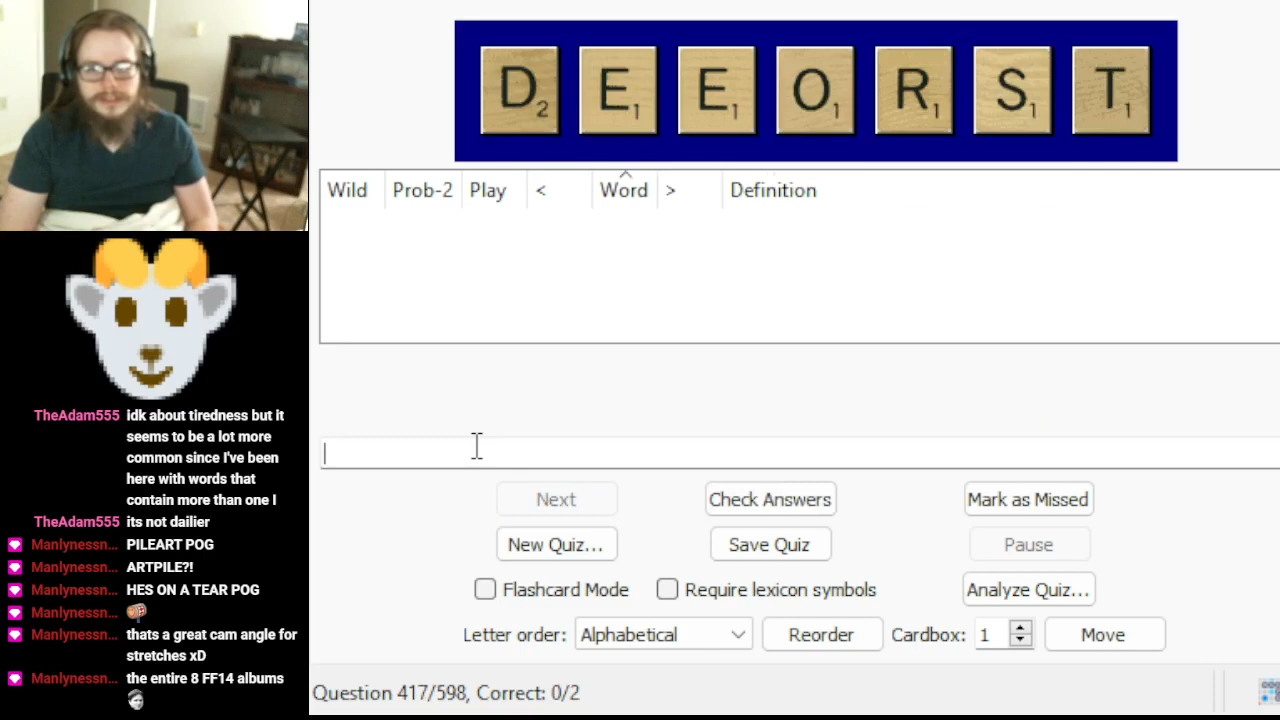 D2 E1 E1 O1 R1 S1 T1
Wild Prob-2 Play < Word > Definition
TheAdam555 idk about tiredness but it
seems to be a lot more
common since I've been
here with words that
contain more than one I
TheAdam555 its not dailier
Manlynessn... PILEART POG
Manlynessn... ARTPILE?!
Manlynessn... HES ON A TEAR POG
Manlynessn...
Manlynessn... thats a great cam angle for
stretches xD
Manlynessn... the entire 8 FF14 albums
Next Check Answers Mark as Missed
New Quiz... Save Quiz Pause
Flashcard Mode Require lexicon symbols Analyze Quiz...
Letter order: Alphabetical Reorder Cardbox: 1 Move
Question 417/598, Correct: 0/2